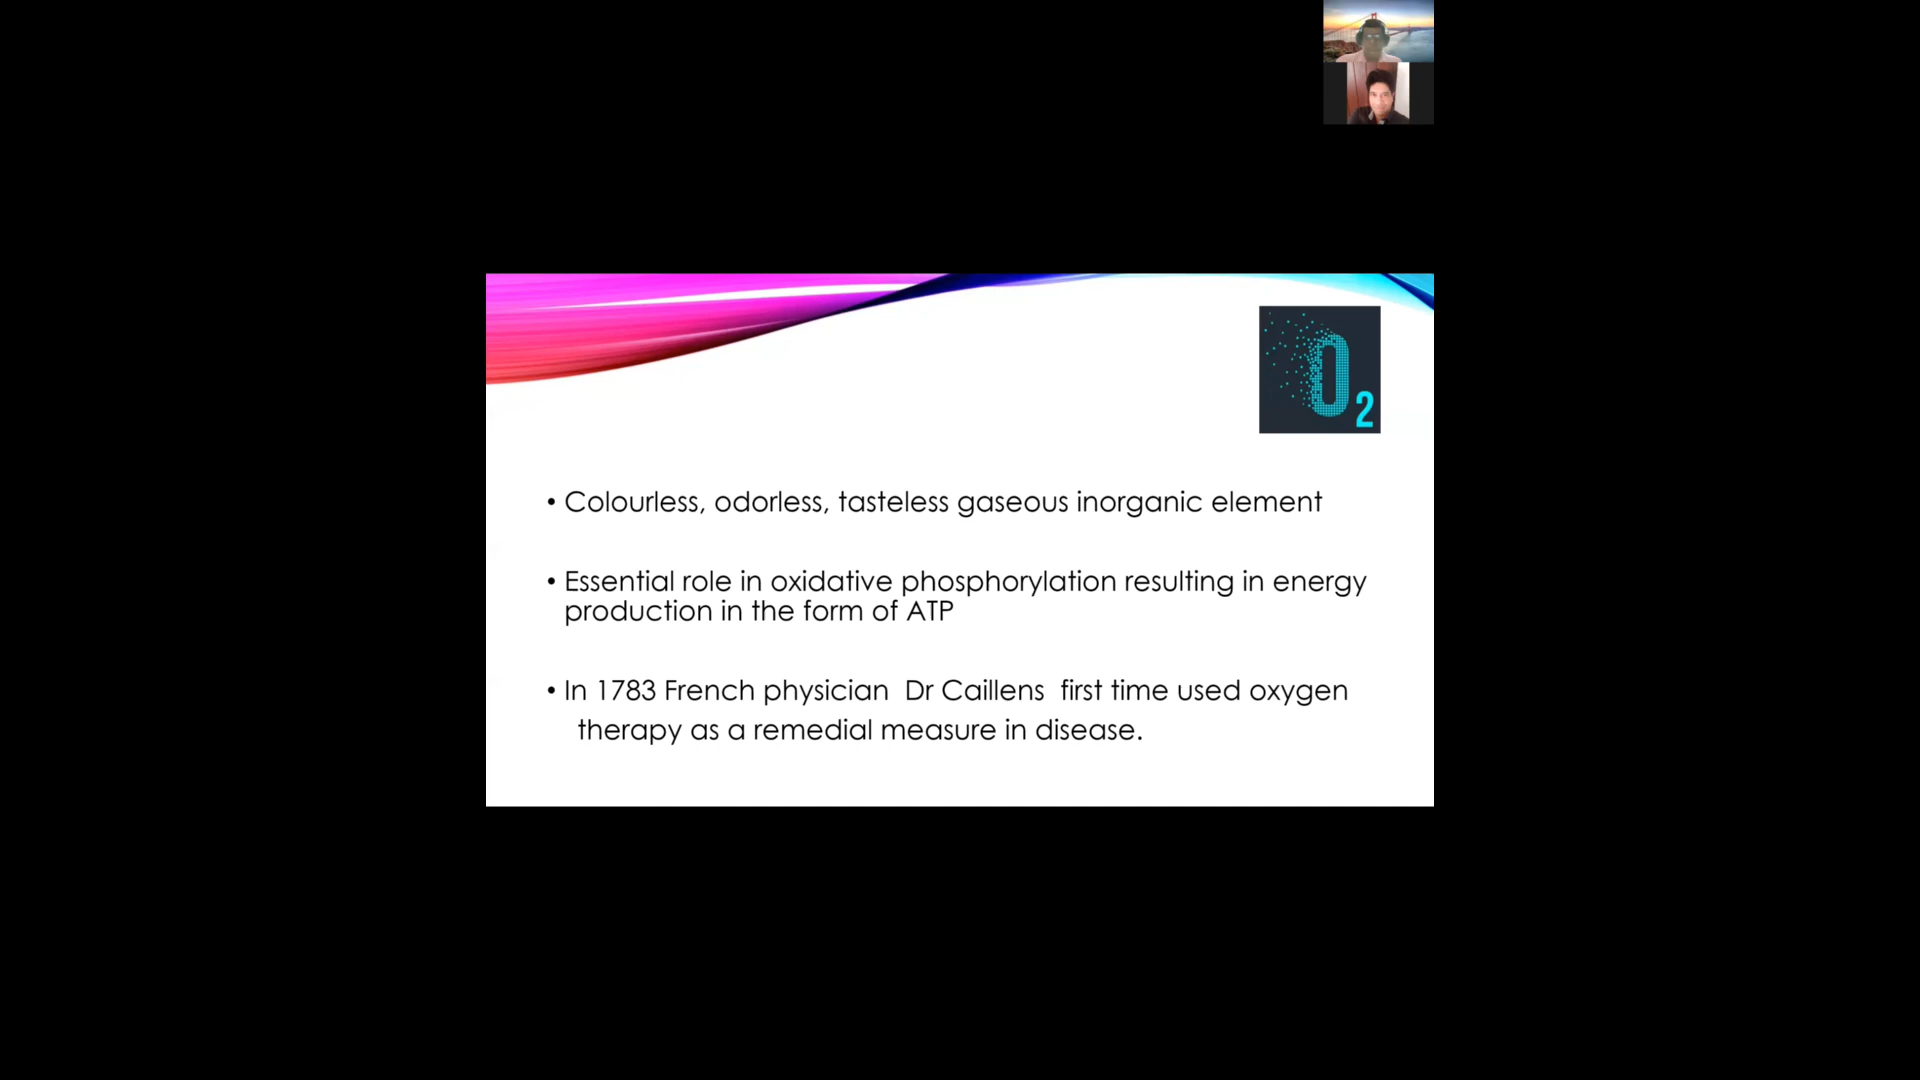 O2
• Colourless, odorless, tasteless gaseous inorganic element
• Essential role in oxidative phosphorylation resulting in energy
production in the form of ATP
• In 1783 French physician  Dr Caillens  first time used oxygen
therapy as a remedial measure in disease.